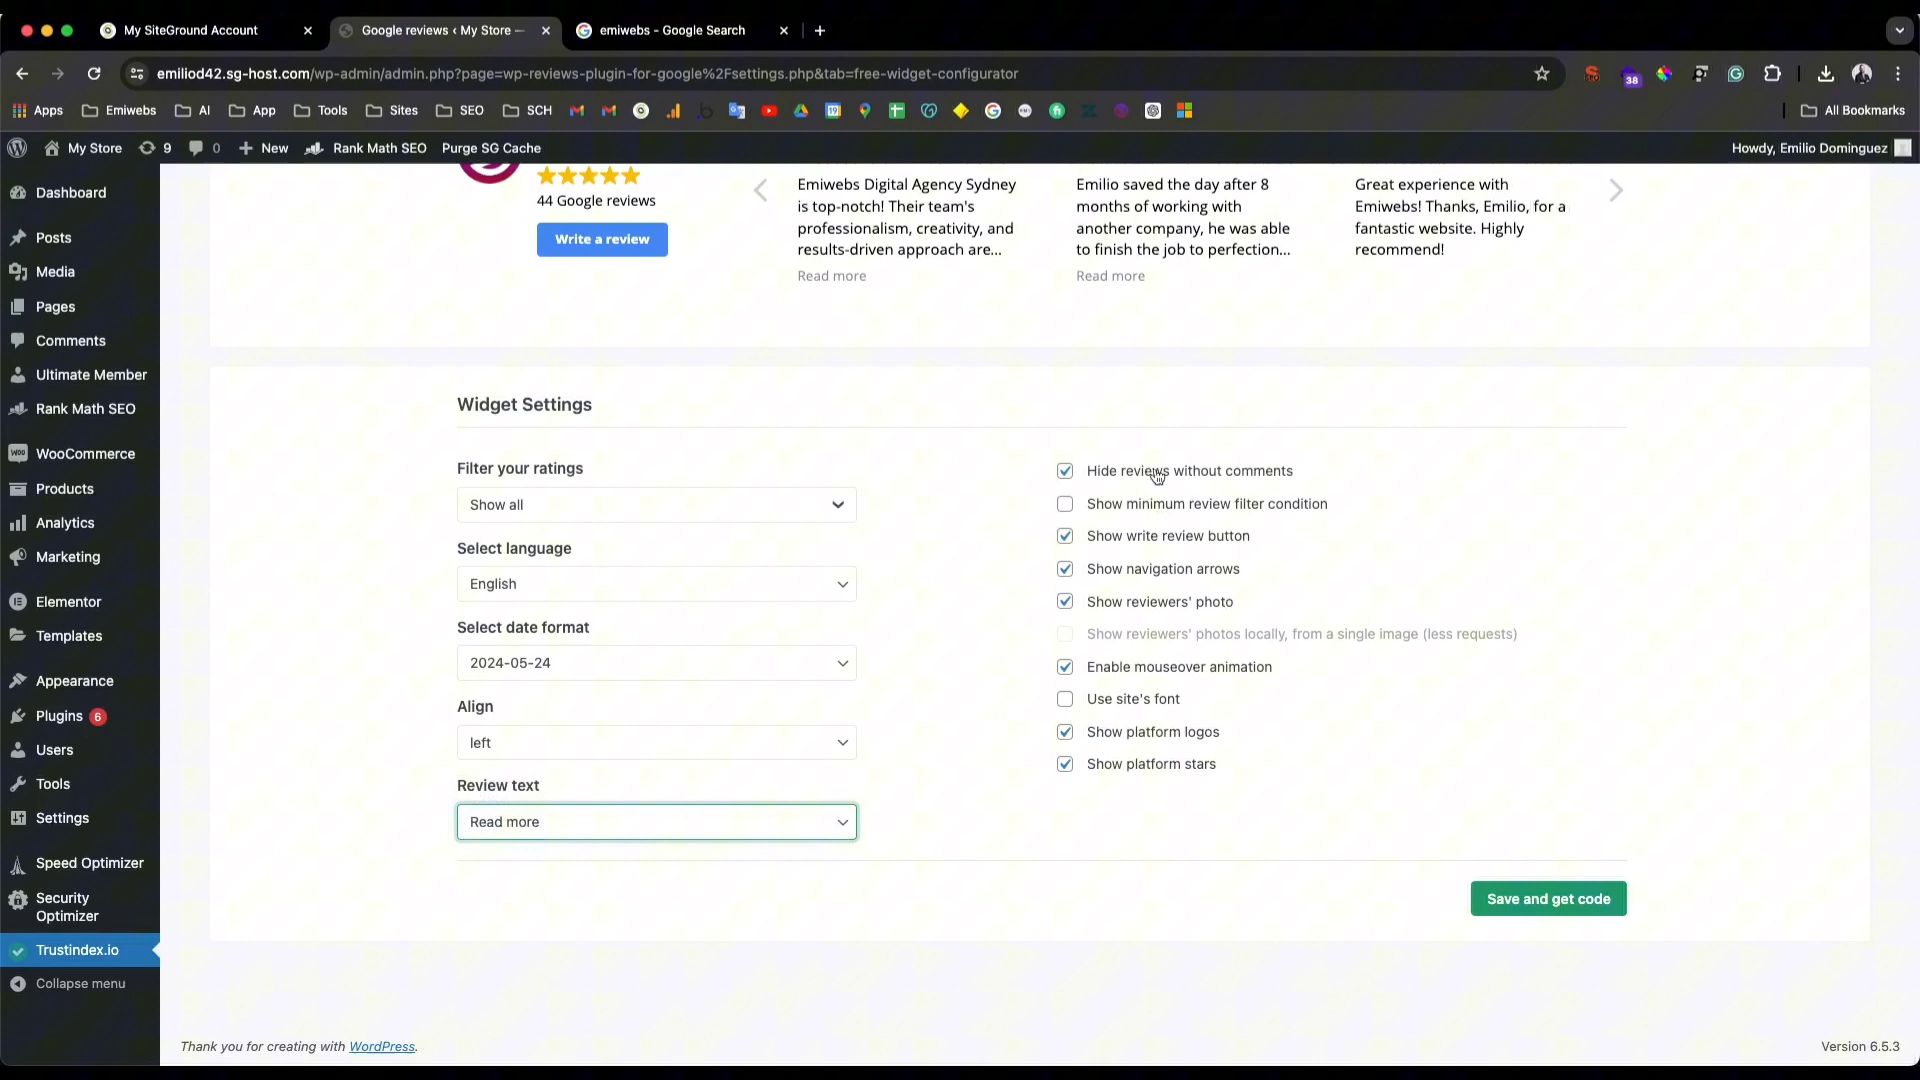 My SiteGround Account
Google reviews ‹ My Store —
emiwebs - Google Search
emiliod42.sg-host.com/wp-admin/admin.php?page=wp-reviews-plugin-for-google%2Fsettings.php&tab=free-widget-configurator
38
Apps
Emiwebs
AI
App
Tools
Sites
SEO
SCH
All Bookmarks
My Store
9
0
New
Rank Math SEO
Purge SG Cache
Howdy, Emilio Dominguez
Dashboard
Posts
Media
Pages
Comments
Ultimate Member
Rank Math SEO
WooCommerce
Products
Analytics
Marketing
Elementor
Templates
Appearance
Plugins 6
Users
Tools
Settings
Speed Optimizer
Security
Optimizer
Trustindex.io
Collapse menu
44 Google reviews
Write a review
Emiwebs Digital Agency Sydney
is top-notch! Their team's
professionalism, creativity, and
results-driven approach are...
Read more
Emilio saved the day after 8
months of working with
another company, he was able
to finish the job to perfection...
Read more
Great experience with
Emiwebs! Thanks, Emilio, for a
fantastic website. Highly
recommend!
Widget Settings
Filter your ratings
Show all
Select language
English
Select date format
2024-05-24
Align
left
Review text
Read more
Hide reviews without comments
Show minimum review filter condition
Show write review button
Show navigation arrows
Show reviewers' photo
Show reviewers' photos locally, from a single image (less requests)
Enable mouseover animation
Use site's font
Show platform logos
Show platform stars
Save and get code
Thank you for creating with WordPress.
Version 6.5.3